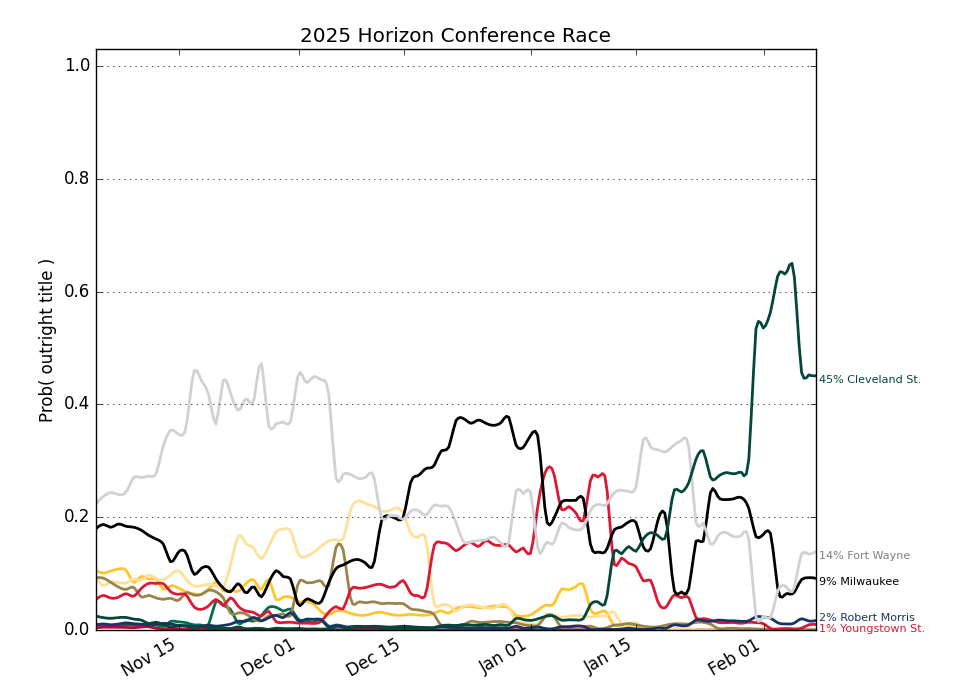 2025 Horizon Conference Race
Prob( outright title )
1.0
0.8
0.6
0.4
0.2
0.0
45% Cleveland St.
14% Fort Wayne
9% Milwaukee
2% Robert Morris
1% Youngstown St.
Nov 15
Dec 01
Dec 15
Jan 01
Jan 15
Feb 01